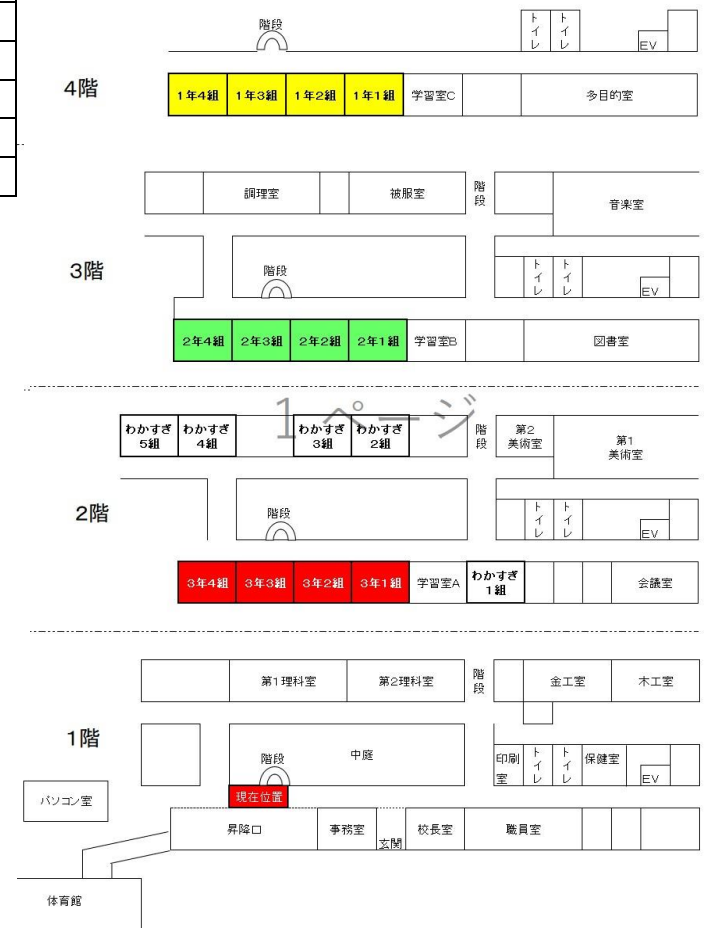 階段
トイレ
トイレ
EV
4階
1年4組
1年3組
1年2組
1年1組
学習室C
多目的室
調理室
被服室
階段
音楽室
3階
階段
トイレ
トイレ
EV
2年4組
2年3組
2年2組
2年1組
学習室B
図書室
1 ページ
わかすぎ
5組
わかすぎ
4組
わかすぎ
3組
わかすぎ
2組
階段
第2
美術室
第1
美術室
2階
階段
トイレ
トイレ
EV
3年4組
3年3組
3年2組
3年1組
学習室A
わかすぎ
1組
会議室
第1理科室
第2理科室
階段
金工室
木工室
1階
階段
中庭
印刷
室
トイレ
トイレ
保健室
EV
現在位置
パソコン室
昇降口
事務室
玄関
校長室
職員室
体育館